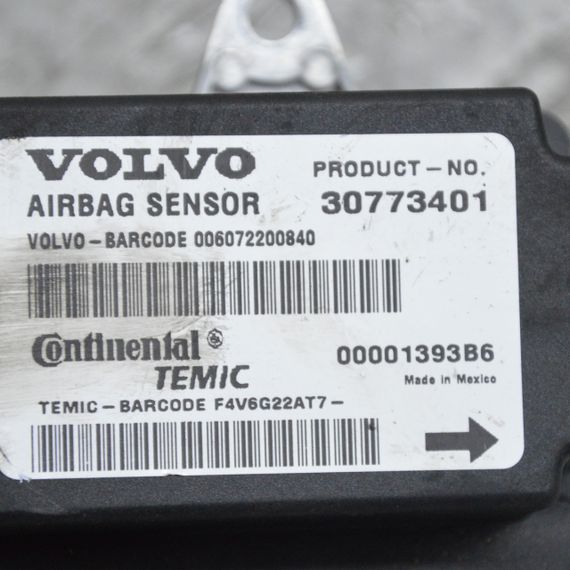 VOLVO
PRODUCT-NO.
AIRBAG SENSOR 30773401
VOLVO-BARCODE 006072200840
Continental ®
00001393B6
TEMIC
Made in Mexico
TEMIC-BARCODE F4V6G22AT7-